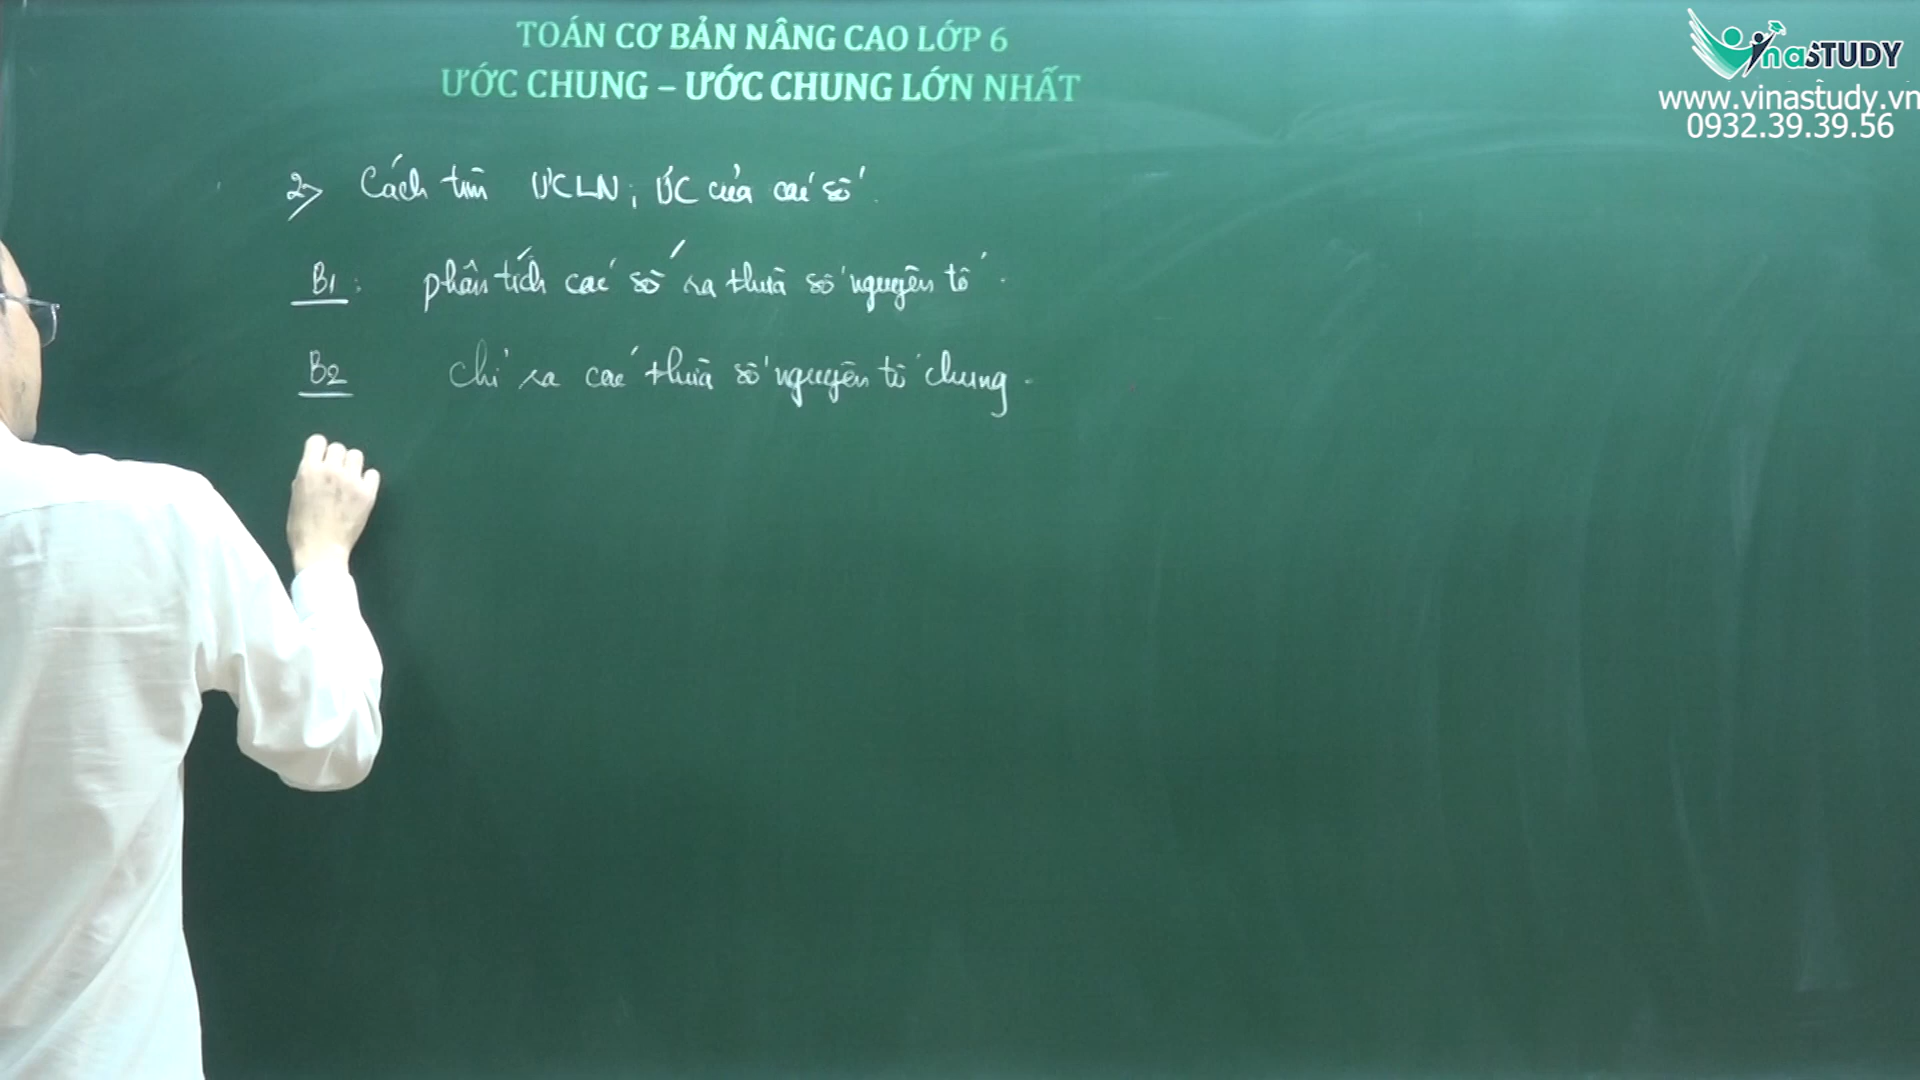 TOÁN CƠ BẢN NÂNG CAO LỚP 6
ƯỚC CHUNG – ƯỚC CHUNG LỚN NHẤT
VinaSTUDY
www.vinastudy.vn
0932.39.39.56
2> Cách tìm ƯCLN; ƯC của các số.
B1: phân tích các số ra thừa số nguyên tố.
B2 chỉ ra các thừa số nguyên tố chung.